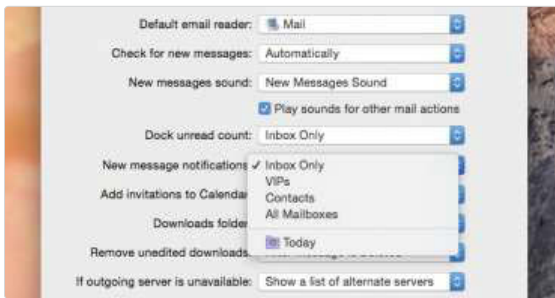 Default email reader: Mail
Check for new messages: Automatically
New messages sound: New Messages Sound
Play sounds for other mail actions
Dock unread count: Inbox Only
New message notifications ✓ Inbox Only
VIPs
Add invitations to Calendar
Contacts
All Mailboxes
Downloads folder
Today
Remove unedited downloads:
If outgoing server is unavailable: Show a list of alternate servers